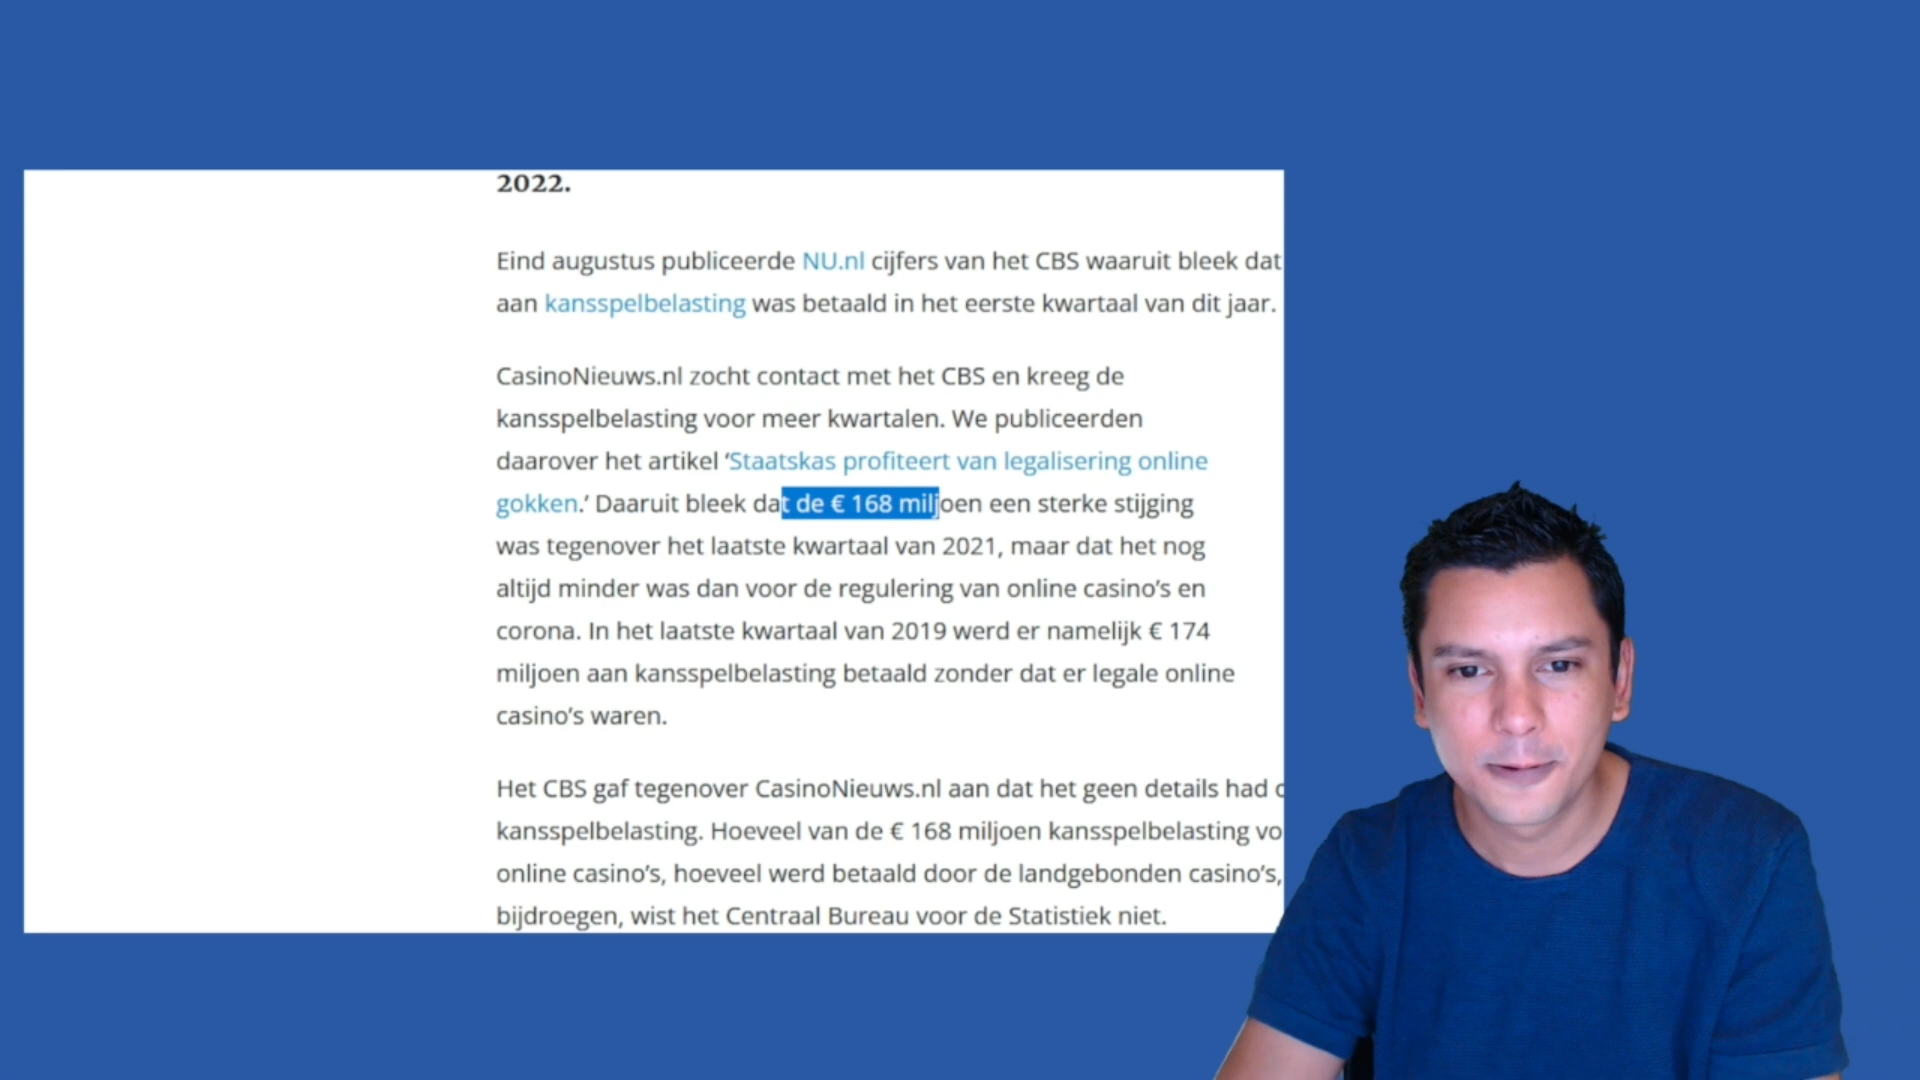 2022.
Eind augustus publiceerde NU.nl cijfers van het CBS waaruit bleek dat
aan kansspelbelasting was betaald in het eerste kwartaal van dit jaar.
CasinoNieuws.nl zocht contact met het CBS en kreeg de
kansspelbelasting voor meer kwartalen. We publiceerden
daarover het artikel ‘Staatskas profiteert van legalisering online
gokken.’ Daaruit bleek dat de € 168 miljoen een sterke stijging
was tegenover het laatste kwartaal van 2021, maar dat het nog
altijd minder was dan voor de regulering van online casino’s en
corona. In het laatste kwartaal van 2019 werd er namelijk € 174
miljoen aan kansspelbelasting betaald zonder dat er legale online
casino’s waren.
Het CBS gaf tegenover CasinoNieuws.nl aan dat het geen details had
kansspelbelasting. Hoeveel van de € 168 miljoen kansspelbelasting vo
online casino’s, hoeveel werd betaald door de landgebonden casino’s,
bijdroegen, wist het Centraal Bureau voor de Statistiek niet.